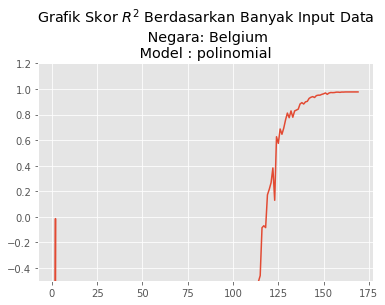 Grafik Skor R² Berdasarkan Banyak Input Data
Negara: Belgium
Model : polinomial
1.2
1.0
0.8
0.6
0.4
0.2
0.0
−0.2
−0.4
0 25 50 75 100 125 150 175